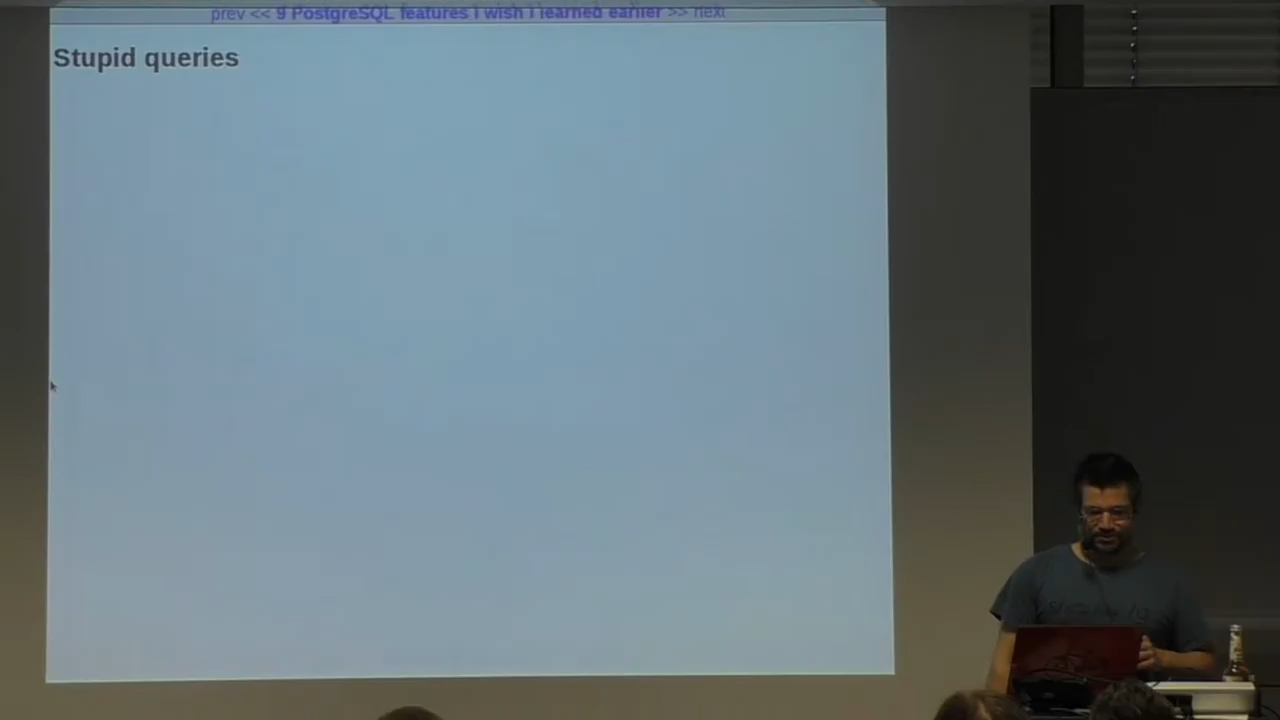 prev << 9 PostgreSQL features I wish I learned earlier >> next
Stupid queries